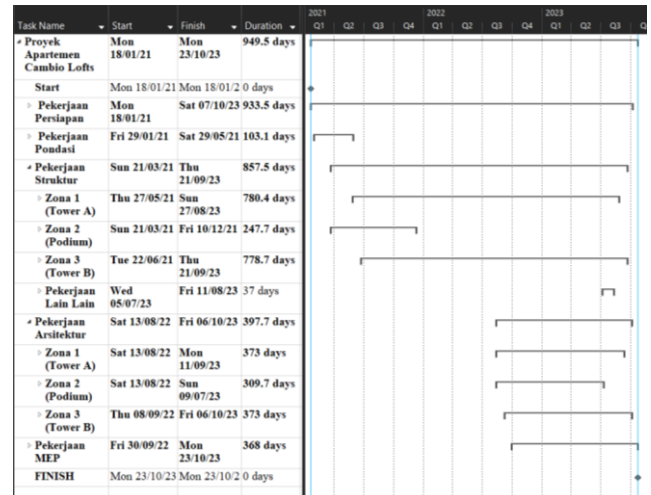 Task Name Start Finish Duration
2021 2022 2023
Q1 Q2 Q3 Q4 Q1 Q2 Q3 Q4 Q1 Q2 Q3 Q
Proyek Mon Mon 949.5 days
Apartemen 18/01/21 23/10/23
Cambio Lofts
Start Mon 18/01/21 Mon 18/01/2 0 days
Pekerjaan Mon Sat 07/10/23 933.5 days
Persiapan 18/01/21
Pekerjaan Fri 29/01/21 Sat 29/05/21 103.1 days
Pondasi
Pekerjaan Sun 21/03/21 Thu 857.5 days
Struktur 21/09/23
Zona 1 Thu 27/05/21 Sun 780.4 days
(Tower A) 27/08/23
Zona 2 Sun 21/03/21 Fri 10/12/21 247.7 days
(Podium)
Zona 3 Tue 22/06/21 Thu 778.7 days
(Tower B) 21/09/23
Pekerjaan Wed Fri 11/08/23 37 days
Lain Lain 05/07/23
Pekerjaan Sat 13/08/22 Fri 06/10/23 397.7 days
Arsitektur
Zona 1 Sat 13/08/22 Mon 373 days
(Tower A) 11/09/23
Zona 2 Sat 13/08/22 Sun 309.7 days
(Podium) 09/07/23
Zona 3 Thu 08/09/22 Fri 06/10/23 373 days
(Tower B)
Pekerjaan Fri 30/09/22 Mon 368 days
MEP 23/10/23
FINISH Mon 23/10/23 Mon 23/10/2 0 days